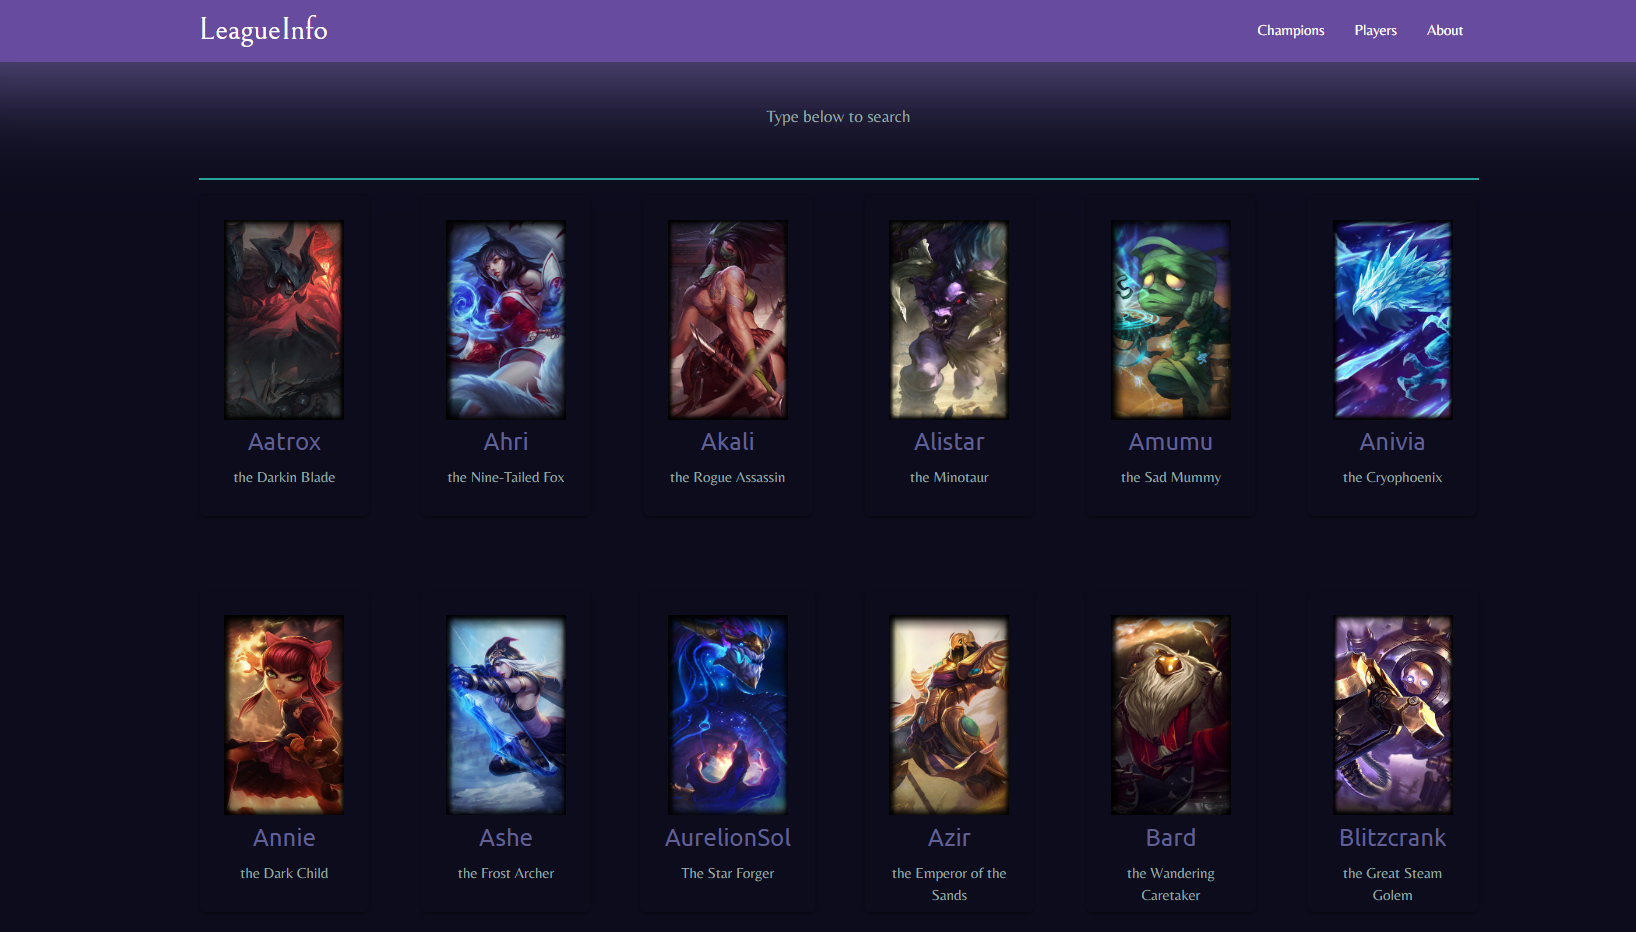 LeagueInfo
Champions Players About
Type below to search
Aatrox Ahri Akali Alistar Amumu Anivia
the Darkin Blade the Nine-Tailed Fox the Rogue Assassin the Minotaur the Sad Mummy the Cryophoenix
Annie Ashe AurelionSol Azir Bard Blitzcrank
the Dark Child the Frost Archer The Star Forger the Emperor of the the Wandering the Great Steam
Sands Caretaker Golem